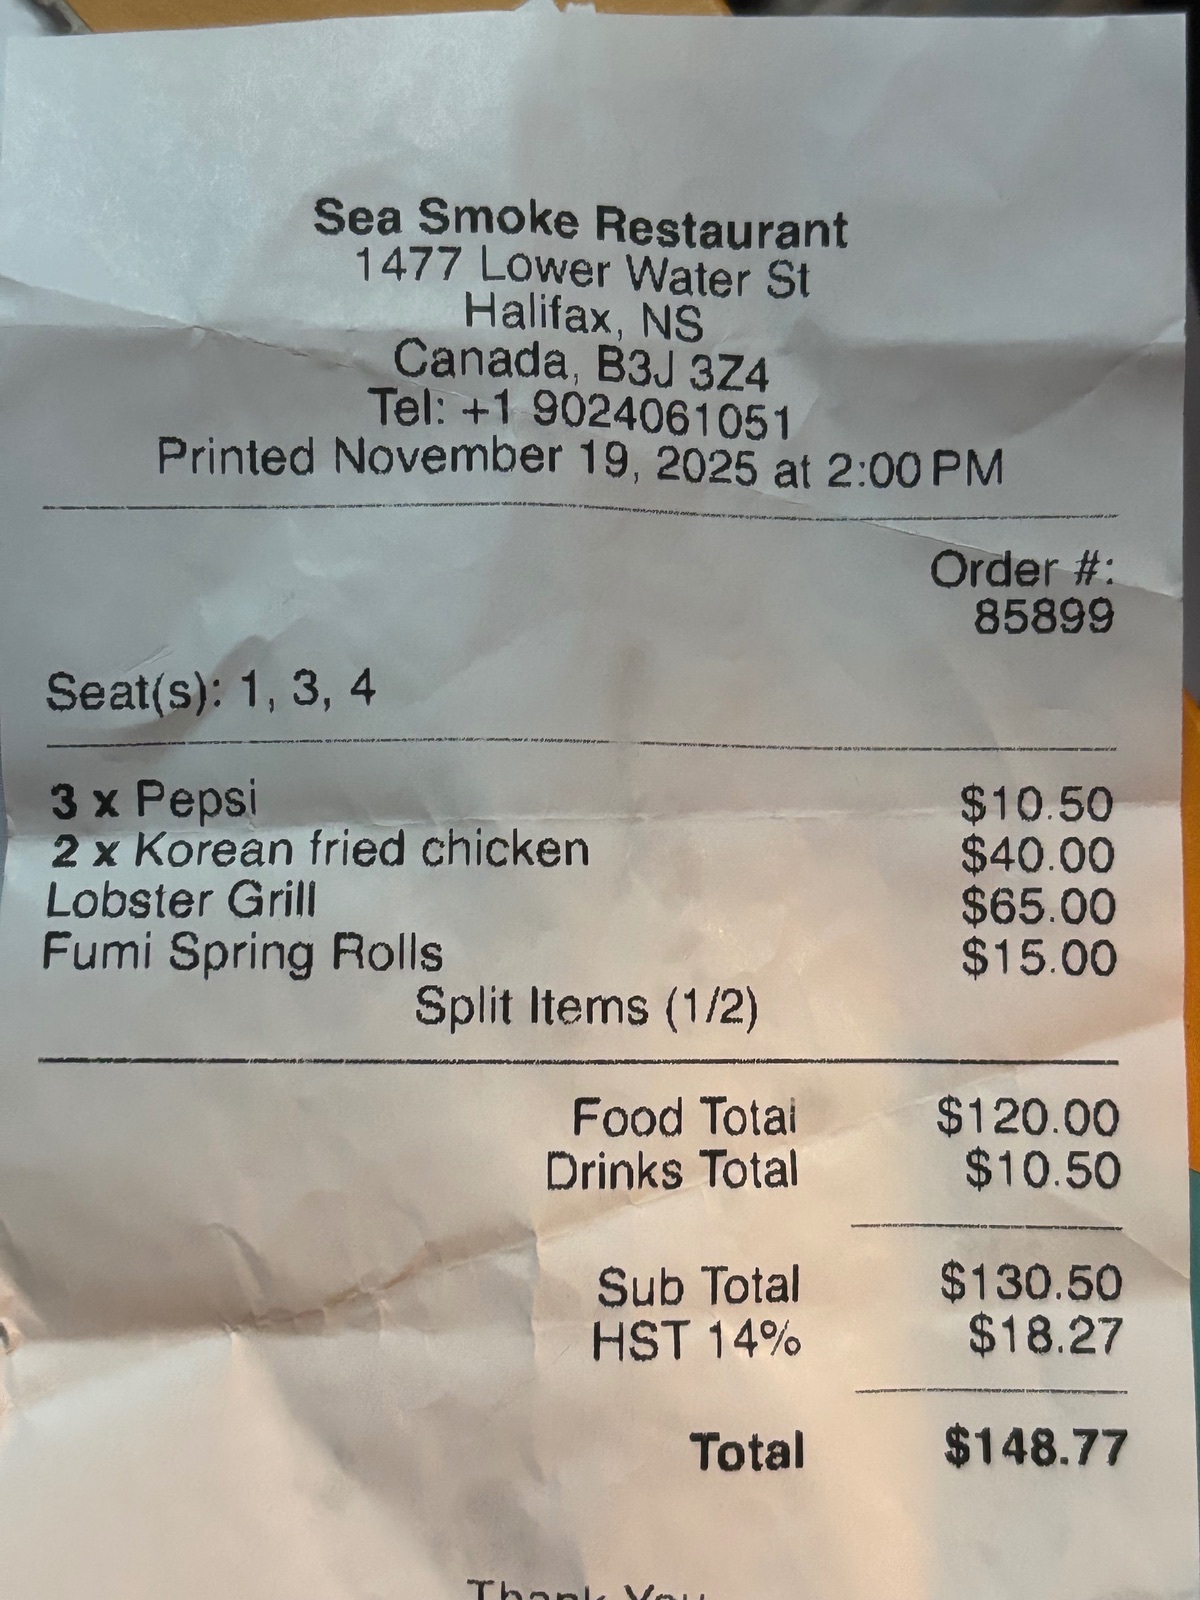 Sea Smoke Restaurant
1477 Lower Water St
Halifax, NS
Canada, B3J 3Z4
Tel: +1 9024061051
Printed November 19, 2025 at 2:00 PM
Order #:
85899
Seat(s): 1, 3, 4
3 x Pepsi $10.50
2 x Korean fried chicken $40.00
Lobster Grill $65.00
Fumi Spring Rolls $15.00
Split Items (1/2)
Food Total $120.00
Drinks Total $10.50
Sub Total $130.50
HST 14% $18.27
Total $148.77
Thank You